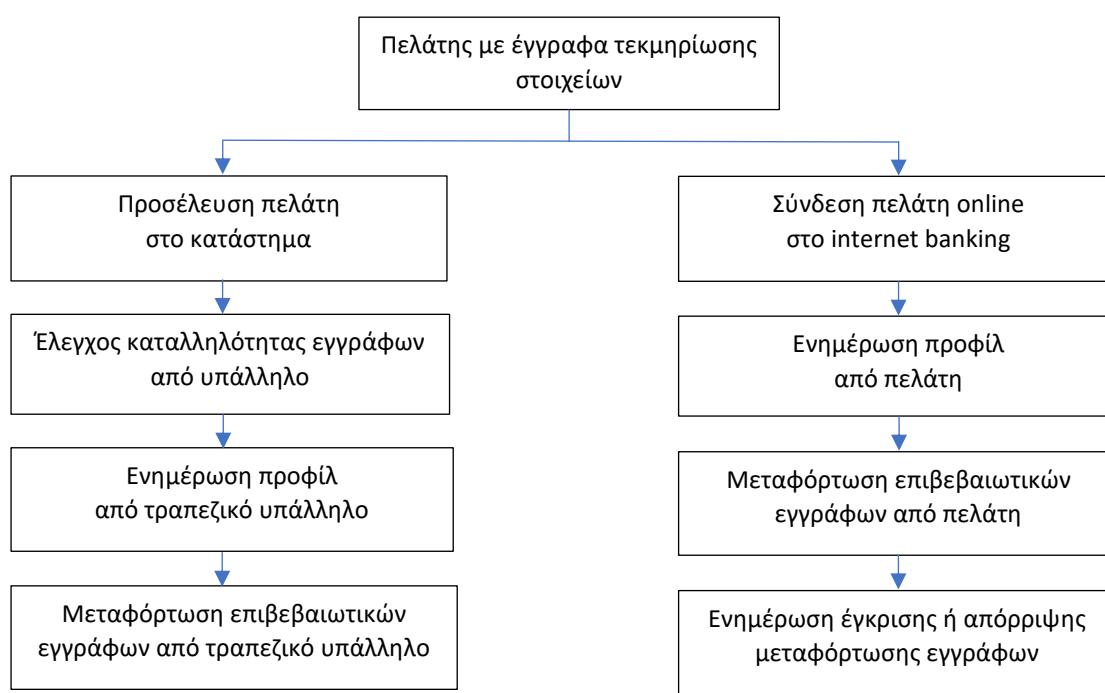 Πελάτης με έγγραφα τεκμηρίωσης
στοιχείων
Προσέλευση πελάτη
στο κατάστημα
Έλεγχος καταλληλότητας εγγράφων
από υπάλληλο
Ενημέρωση προφίλ
από τραπεζικό υπάλληλο
Μεταφόρτωση επιβεβαιωτικών
εγγράφων από τραπεζικό υπάλληλο
Σύνδεση πελάτη online
στο internet banking
Ενημέρωση προφίλ
από πελάτη
Μεταφόρτωση επιβεβαιωτικών
εγγράφων από πελάτη
Ενημέρωση έγκρισης ή απόρριψης
μεταφόρτωσης εγγράφων